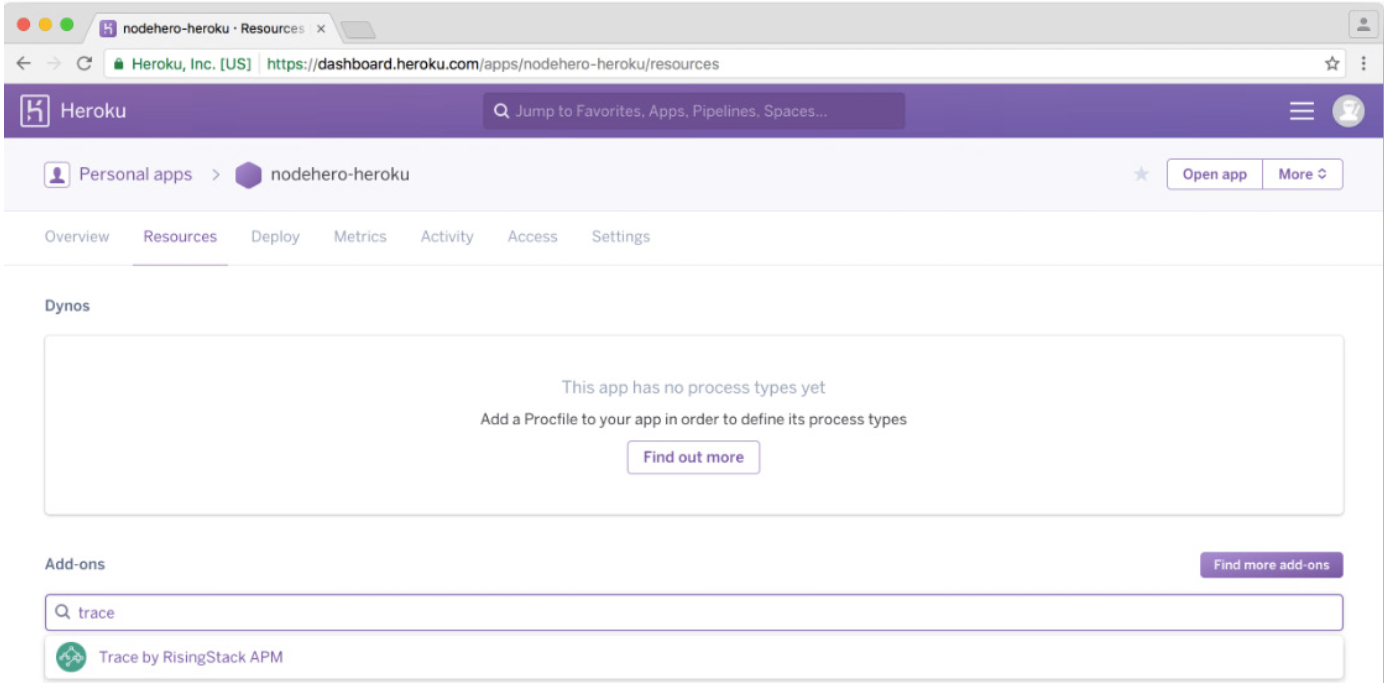 nodehero-heroku · Resources
Heroku, Inc. [US] https://dashboard.heroku.com/apps/nodehero-heroku/resources
Heroku Jump to Favorites, Apps, Pipelines, Spaces...
Personal apps > nodehero-heroku Open app More
Overview Resources Deploy Metrics Activity Access Settings
Dynos
This app has no process types yet
Add a Procfile to your app in order to define its process types
Find out more
Add-ons Find more add-ons
trace
Trace by RisingStack APM